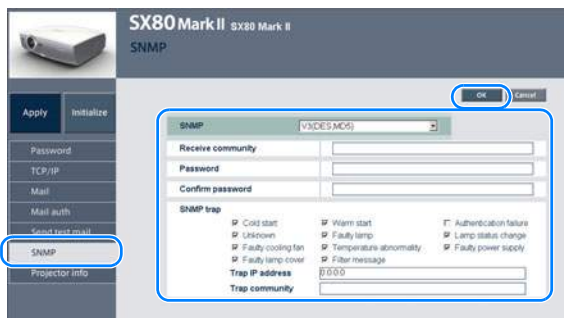 SX80 Mark II SX80 Mark II
SNMP
OK Cancel
Apply Initialize
SNMP V3(DES,MD5)
Password
Receive community
TCP/IP
Password
Mail
Confirm password
Mail auth
SNMP trap
Send test mail
Cold start Warm start Authentication failure
Unknown Faulty lamp Lamp status change
SNMP
Faulty cooling fan Temperature abnormality Faulty power supply
Faulty lamp cover Filter message
Projector info
Trap IP address 0.0.0.0
Trap community